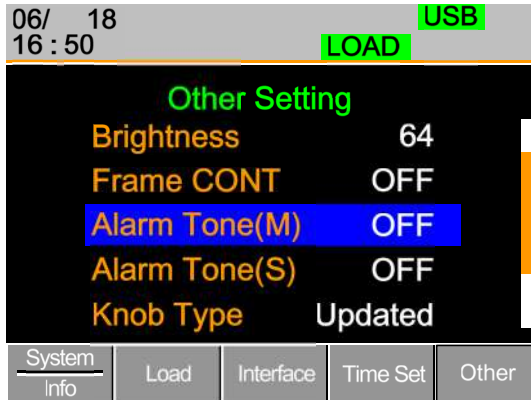 06/ 18 USB
16 : 50 LOAD
Other Setting
Brightness 64
Frame CONT OFF
Alarm Tone(M) OFF
Alarm Tone(S) OFF
Knob Type Updated
System Info Load Interface Time Set Other